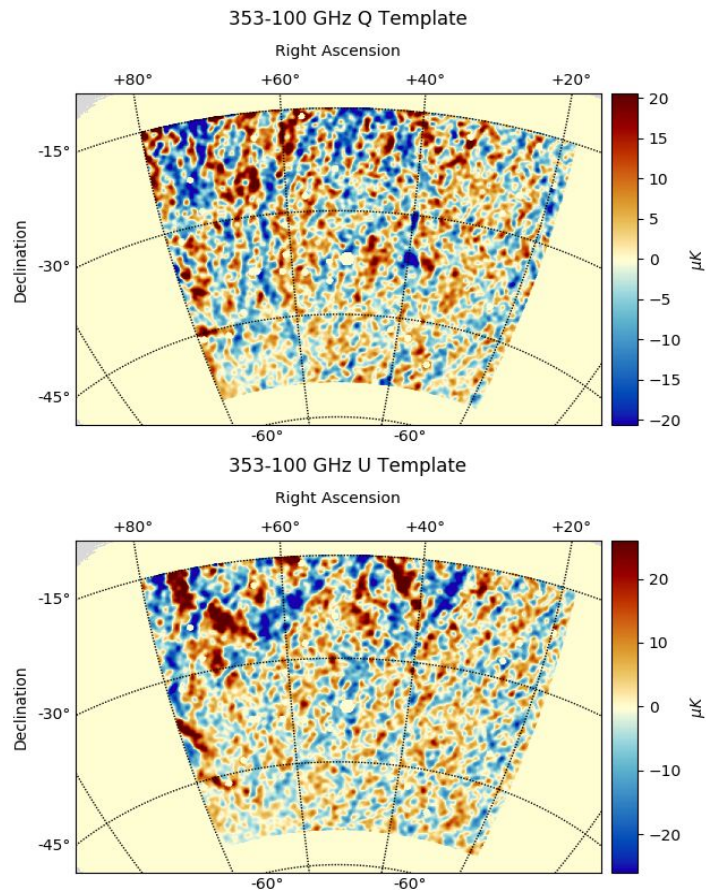 353-100 GHz Q Template
Right Ascension
+80° +60° +40° +20°
-15°
-30°
-45°
Declination
-60° -60°
20
15
10
5
0
−5
−10
−15
−20
μK
353-100 GHz U Template
Right Ascension
+80° +60° +40° +20°
-15°
-30°
-45°
Declination
-60° -60°
20
10
0
−10
−20
μK